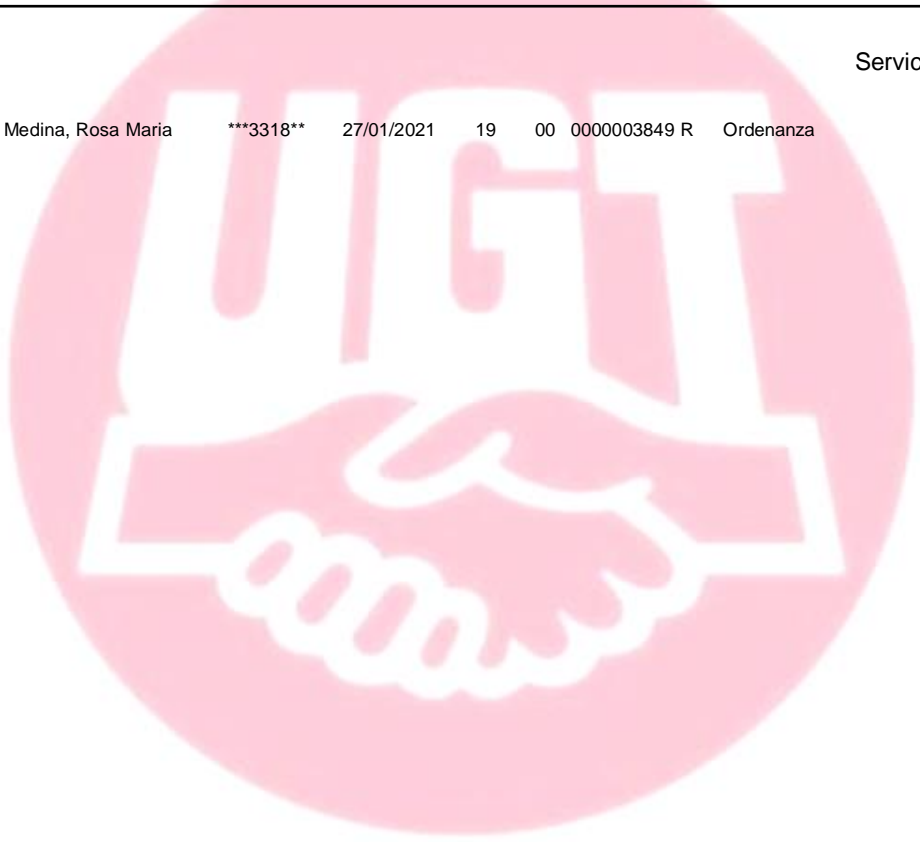 Servic
Medina, Rosa Maria ***3318** 27/01/2021 19 00 0000003849 R Ordenanza
UGT